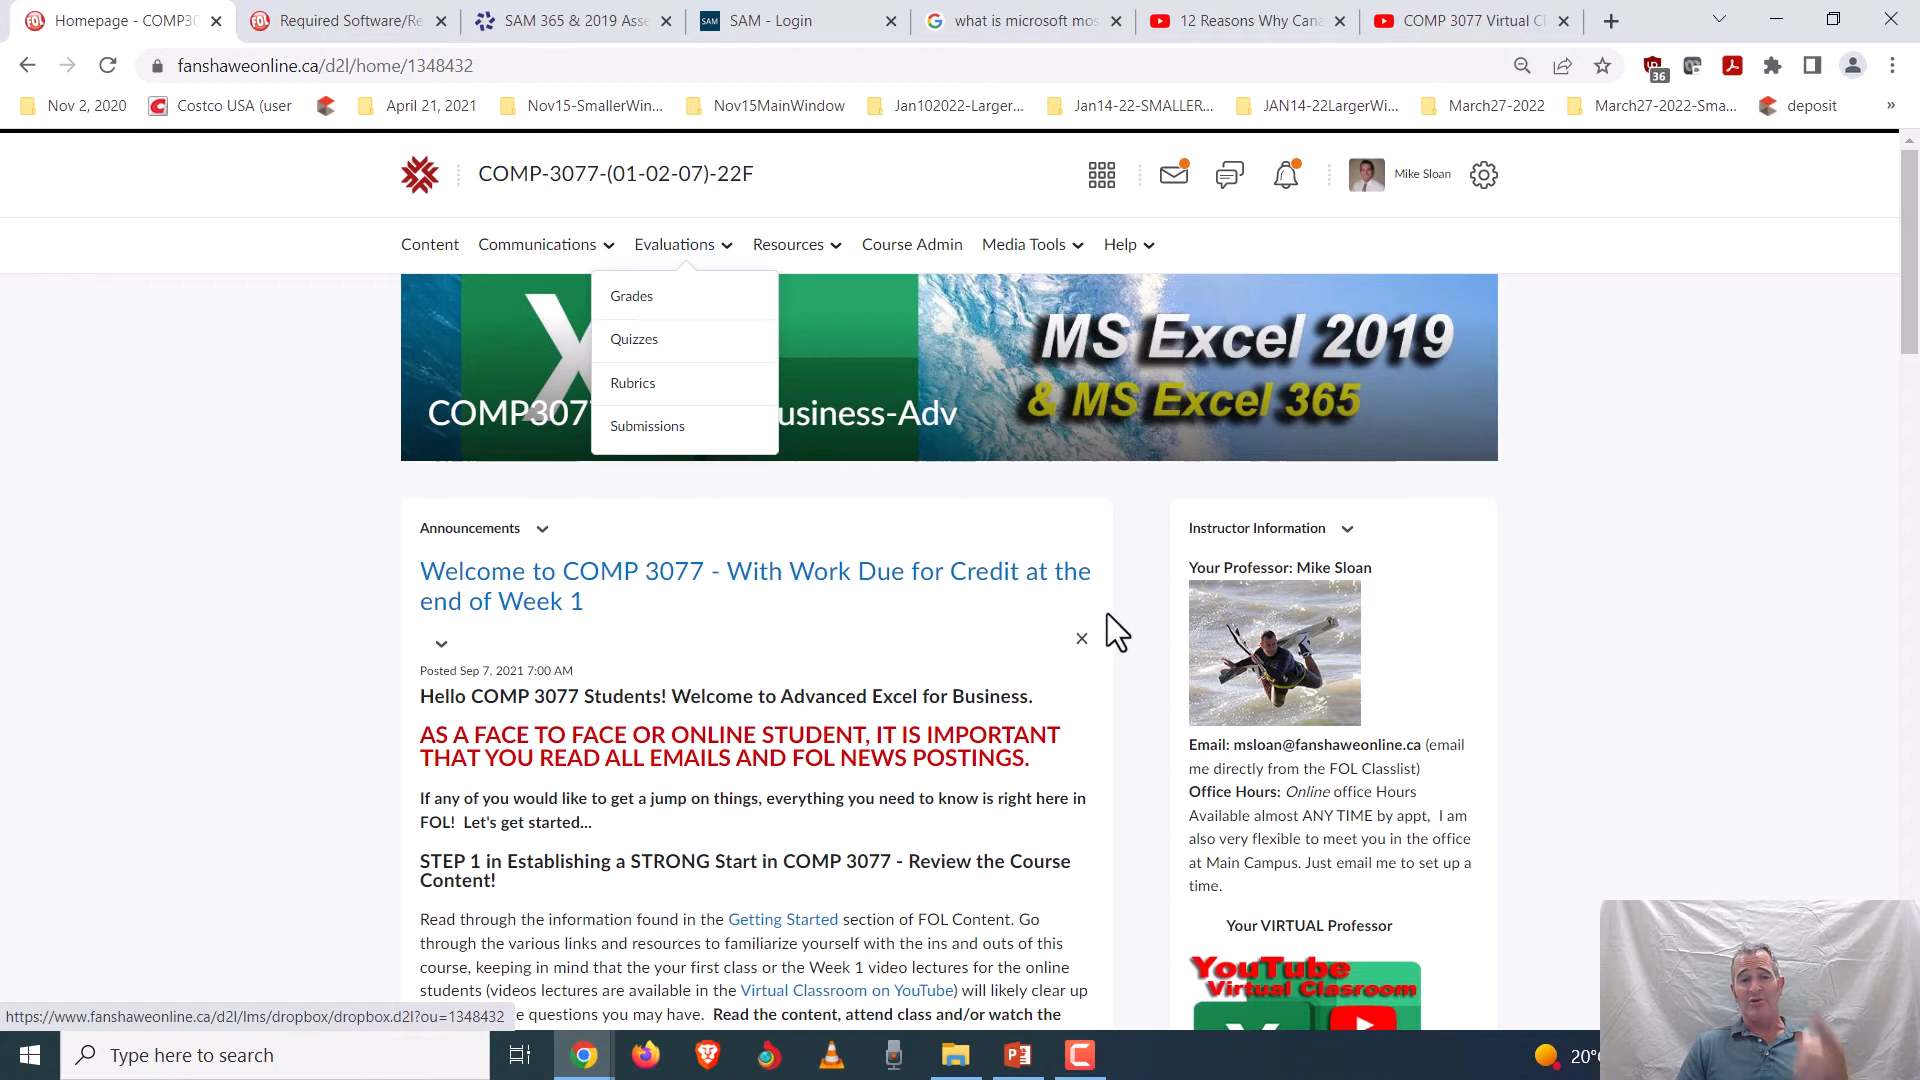 Homepage - COMP30
Required Software/Re
SAM 365 & 2019 Asse
SAM
SAM - Login
what is microsoft mos
12 Reasons Why Cana
COMP 3077 Virtual Cl
fanshaweonline.ca/d2l/home/1348432
36
Nov 2, 2020
Costco USA (user
April 21, 2021
Nov15-SmallerWin...
Nov15MainWindow
Jan102022-Larger...
Jan14-22-SMALLER...
JAN14-22LargerWi...
March27-2022
March27-2022-Sma...
deposit
»
COMP-3077-(01-02-07)-22F
Mike Sloan
Content
Communications
Evaluations
Resources
Course Admin
Media Tools
Help
Grades
Quizzes
Rubrics
Submissions
MS Excel 2019
& MS Excel 365
COMP307
usiness-Adv
Announcements
Welcome to COMP 3077 - With Work Due for Credit at the
end of Week 1
Posted Sep 7, 2021 7:00 AM
Hello COMP 3077 Students! Welcome to Advanced Excel for Business.
AS A FACE TO FACE OR ONLINE STUDENT, IT IS IMPORTANT
THAT YOU READ ALL EMAILS AND FOL NEWS POSTINGS.
If any of you would like to get a jump on things, everything you need to know is right here in
FOL! Let's get started...
STEP 1 in Establishing a STRONG Start in COMP 3077 - Review the Course
Content!
Read through the information found in the Getting Started section of FOL Content. Go
through the various links and resources to familiarize yourself with the ins and outs of this
course, keeping in mind that the your first class or the Week 1 video lectures for the online
students (videos lectures are available in the Virtual Classroom on YouTube) will likely clear up
e questions you may have. Read the content, attend class and/or watch the
Instructor Information
Your Professor: Mike Sloan
Email: msloan@fanshaweonline.ca (email
me directly from the FOL Classlist)
Office Hours: Online office Hours
Available almost ANY TIME by appt, I am
also very flexible to meet you in the office
at Main Campus. Just email me to set up a
time.
Your VIRTUAL Professor
YouTube
Virtual Clasroom
https://www.fanshaweonline.ca/d2l/lms/dropbox/dropbox.d2l?ou=1348432
Type here to search
20°